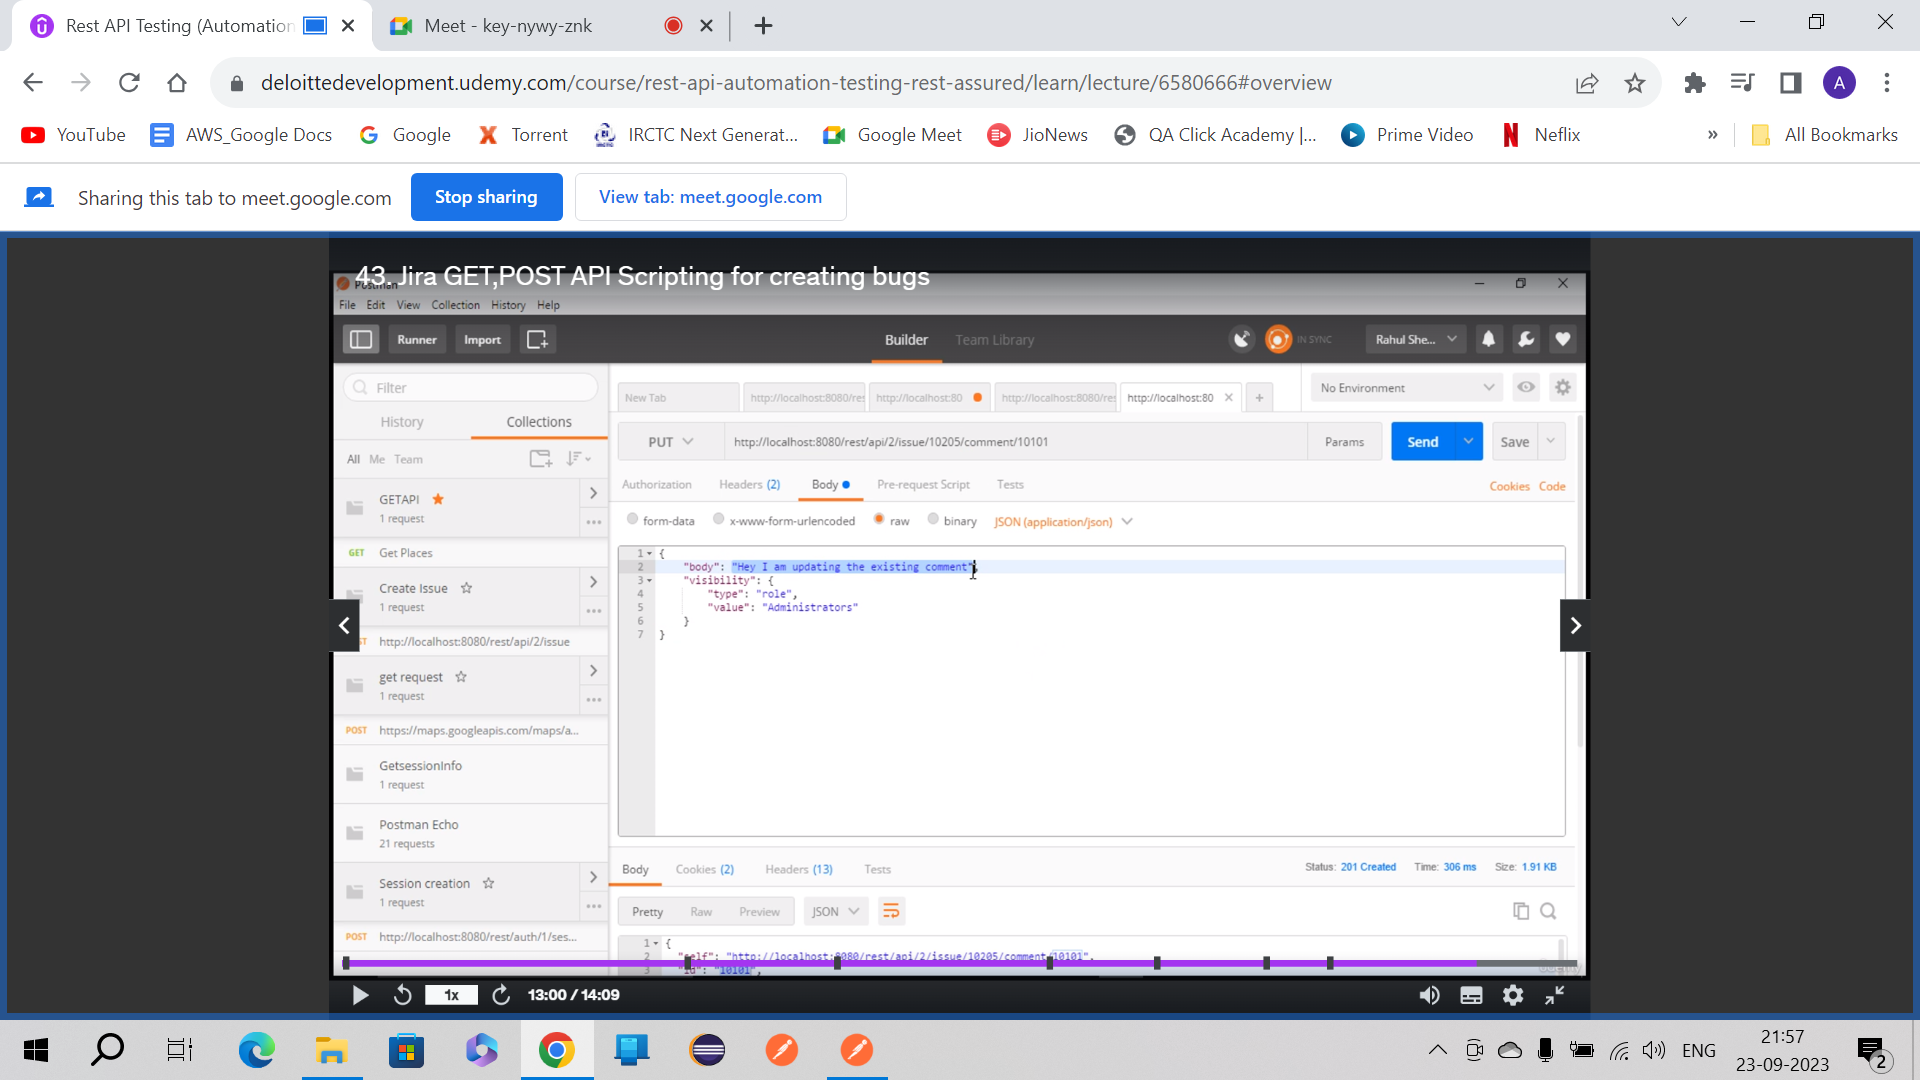 Rest API Testing (Automation
Meet - key-nywy-znk
deloittedevelopment.udemy.com/course/rest-api-automation-testing-rest-assured/learn/lecture/6580666#overview
A
YouTube
AWS_Google Docs
Google
Torrent
IRCTC Next Generat...
Google Meet
JioNews
QA Click Academy |...
Prime Video
Neflix
»
All Bookmarks
Sharing this tab to meet.google.com
Stop sharing
View tab: meet.google.com
43. Jira GET,POST API Scripting for creating bugs
Postman
File Edit View Collection History Help
Runner
Import
Builder
Team Library
IN SYNC
Rahul She...
Filter
History
Collections
All Me Team
GETAPI
1 request
GET Get Places
Create Issue
1 request
http://localhost:8080/rest/api/2/issue
get request
1 request
POST https://maps.googleapis.com/maps/a...
GetsessionInfo
1 request
Postman Echo
21 requests
Session creation
1 request
POST http://localhost:8080/rest/auth/1/ses...
New Tab
http://localhost:8080/res
http://localhost:80
http://localhost:8080/res
http://localhost:80
No Environment
PUT
http://localhost:8080/rest/api/2/issue/10205/comment/10101
Params
Send
Save
Authorization
Headers (2)
Body
Pre-request Script
Tests
Cookies Code
form-data
x-www-form-urlencoded
raw
binary
JSON (application/json)
1 {
2 "body": "Hey I am updating the existing comment",
3 "visibility": {
4 "type": "role",
5 "value": "Administrators"
6 }
7 }
Body
Cookies (2)
Headers (13)
Tests
Status: 201 Created
Time: 306 ms
Size: 1.91 KB
Pretty
Raw
Preview
JSON
1 {
2 "self": "http://localhost:8080/rest/api/2/issue/10205/comment/10101",
3 "id": "10101",
1x
13:00 / 14:09
ENG
21:57
23-09-2023
2